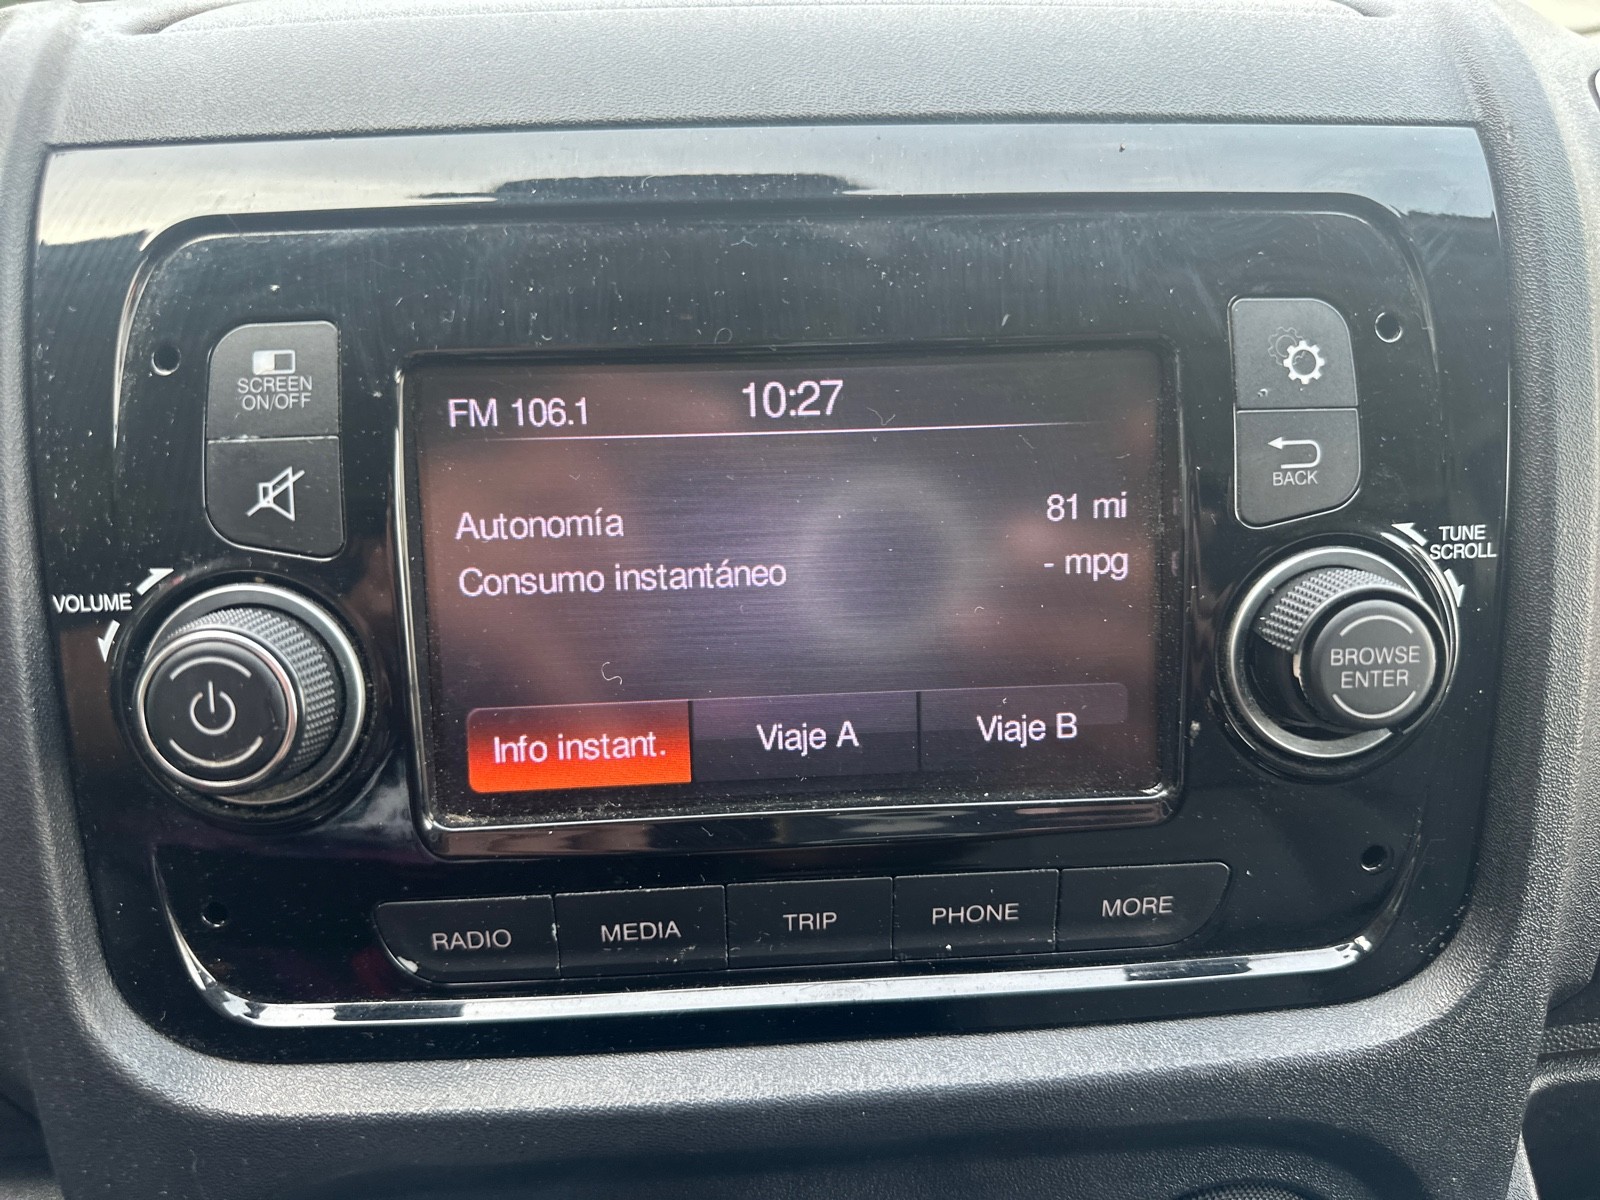 SCREEN
ON/OFF
VOLUME
FM 106.1
10:27
Autonomía 81 mi
Consumo instantáneo - mpg
Info instant.
Viaje A
Viaje B
BACK
TUNE
SCROLL
BROWSE
ENTER
RADIO
MEDIA
TRIP
PHONE
MORE